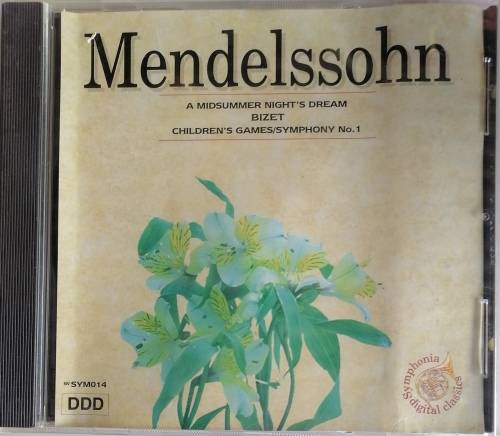 Mendelssohn
A MIDSUMMER NIGHT'S DREAM
BIZET
CHILDREN'S GAMES/SYMPHONY No.1
SYM014
DDD
Symphonia
digital classics